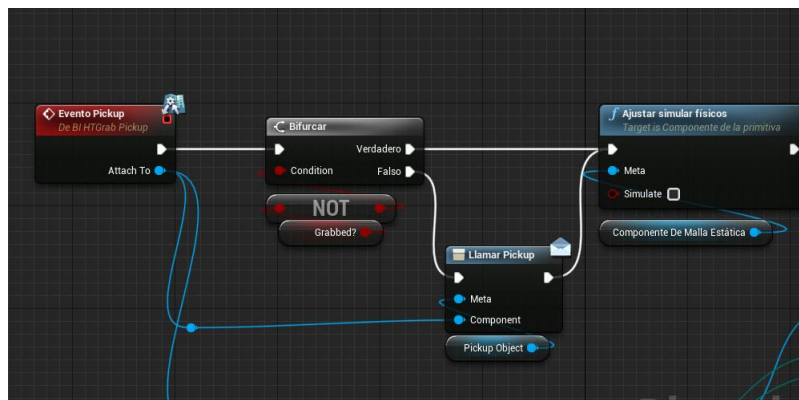 Evento Pickup
De BI HTGrab Pickup
Attach To
Bifurcar
Verdadero
Condition
Falso
NOT
Grabbed?
Llamar Pickup
Meta
Component
Pickup Object
Ajustar simular físicos
Target is Componente de la primitiva
Meta
Simulate
Componente De Malla Estática